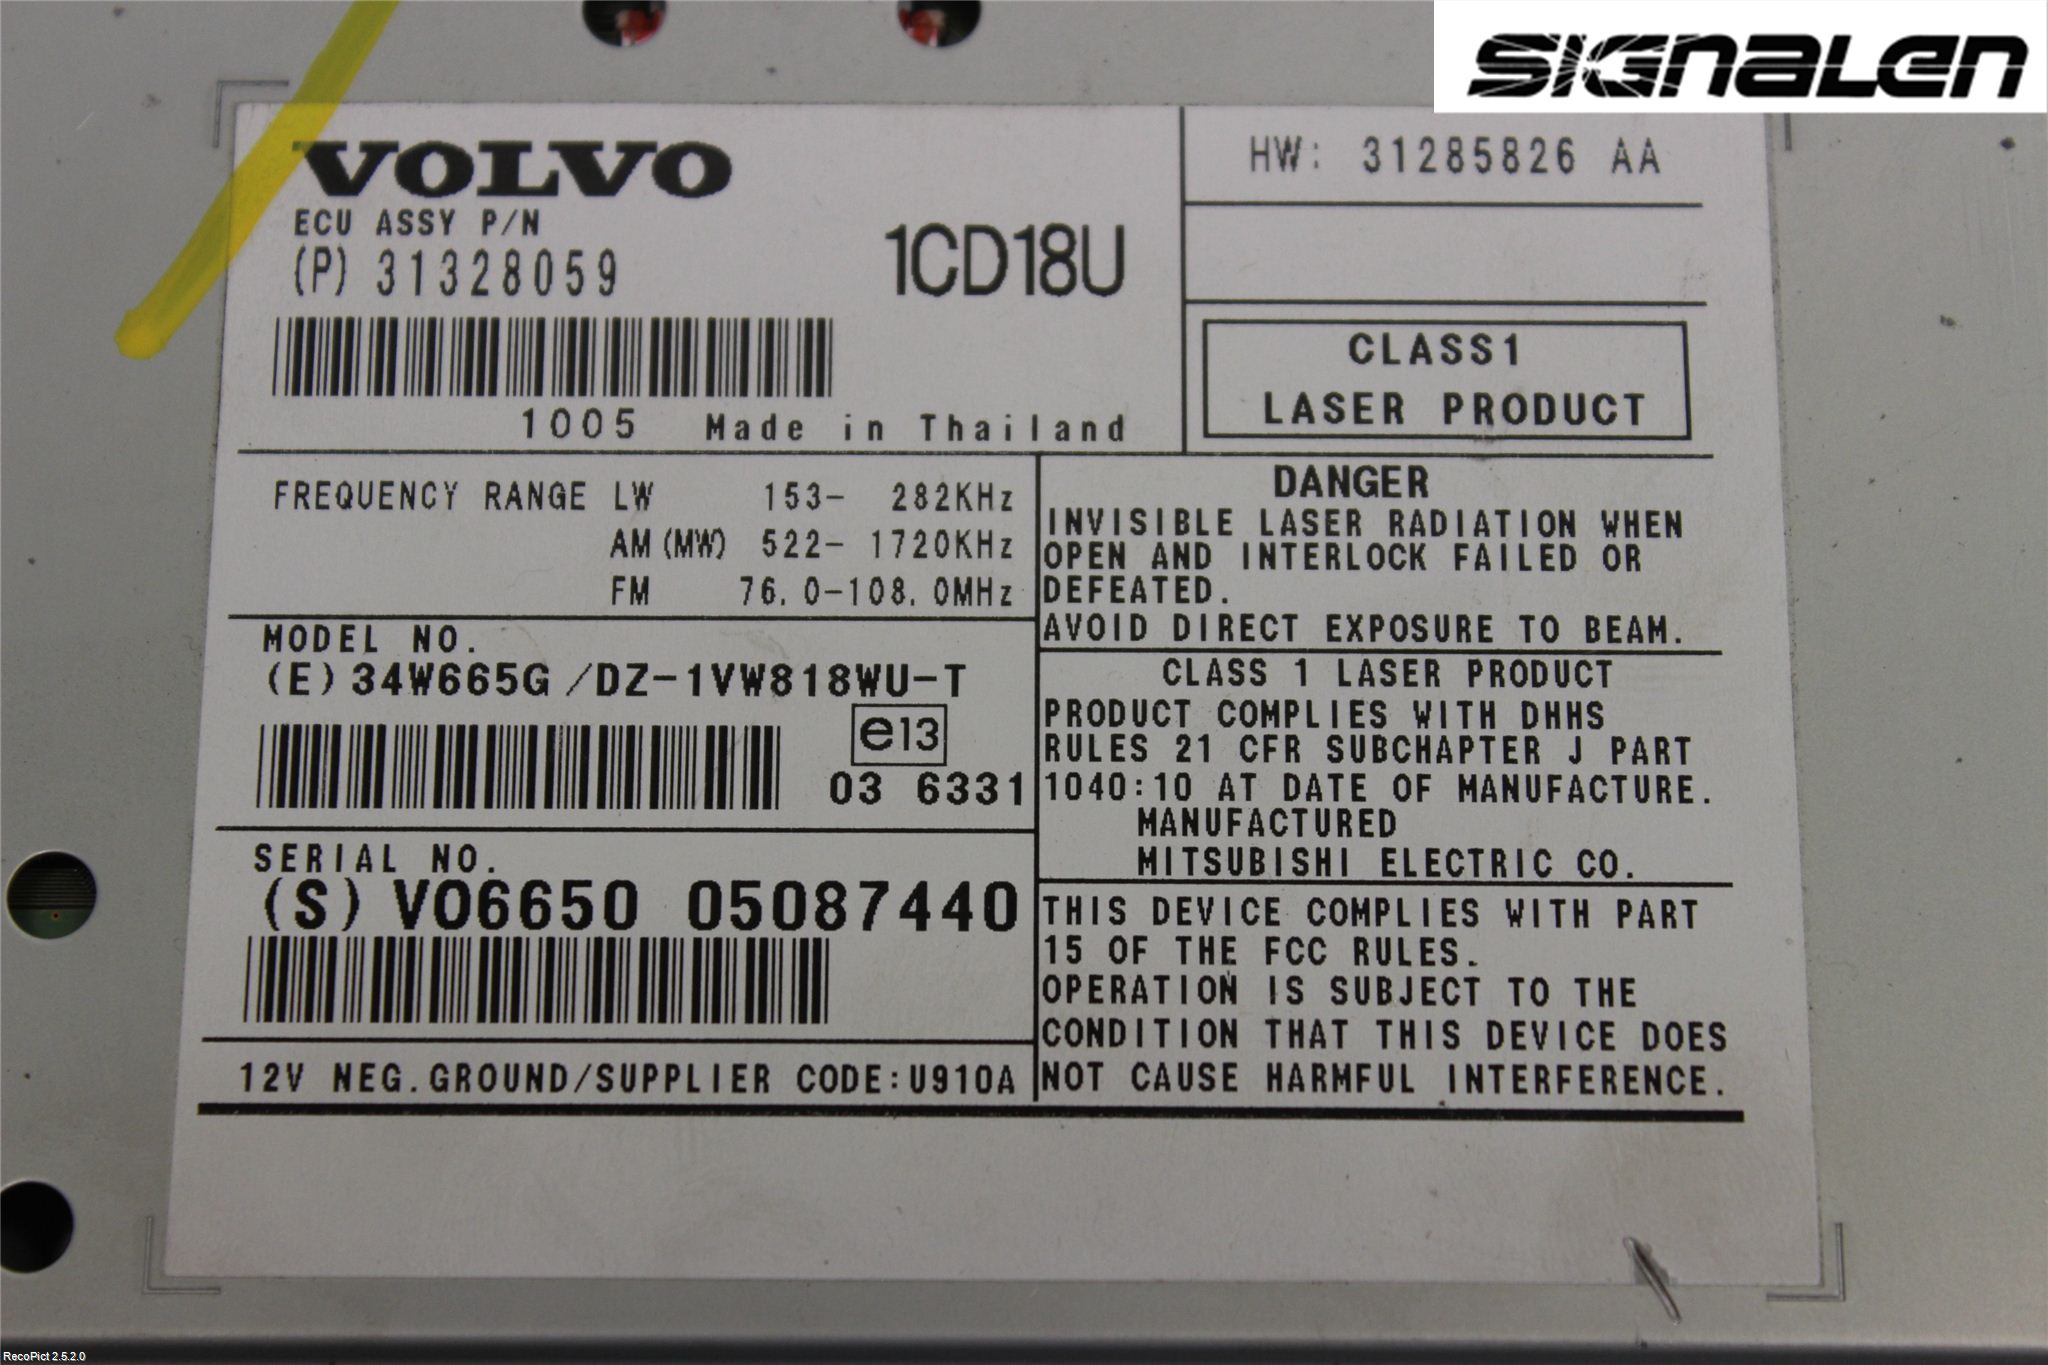 SIGNALEN
VOLVO
ECU ASSY P/N
(P) 31328059
1CD18U
1005 Made in Thailand
HW: 31285826 AA
CLASS1
LASER PRODUCT
FREQUENCY RANGE LW 153- 282KHz
AM (MW) 522- 1720KHz
FM 76.0-108.0MHz
DANGER
INVISIBLE LASER RADIATION WHEN
OPEN AND INTERLOCK FAILED OR
DEFEATED.
AVOID DIRECT EXPOSURE TO BEAM.
MODEL NO.
(E) 34W665G /DZ-1VW818WU-T
e13
03 6331
CLASS 1 LASER PRODUCT
PRODUCT COMPLIES WITH DHHS
RULES 21 CFR SUBCHAPTER J PART
1040:10 AT DATE OF MANUFACTURE.
MANUFACTURED
MITSUBISHI ELECTRIC CO.
SERIAL NO.
(S) VO6650 05087440
12V NEG.GROUND/SUPPLIER CODE:U910A
THIS DEVICE COMPLIES WITH PART
15 OF THE FCC RULES.
OPERATION IS SUBJECT TO THE
CONDITION THAT THIS DEVICE DOES
NOT CAUSE HARMFUL INTERFERENCE.
RecoPict 2.5.2.0